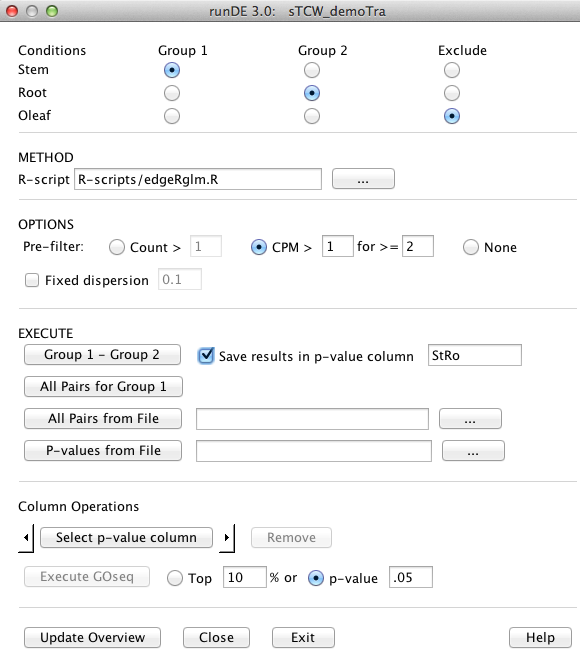 runDE 3.0: sTCW_demoTra
Conditions Group 1 Group 2 Exclude
Stem
Root
Oleaf
METHOD
R-script R-scripts/edgeRglm.R ...
OPTIONS
Pre-filter: Count > 1 CPM > 1 for >= 2 None
Fixed dispersion 0.1
EXECUTE
Group 1 - Group 2 Save results in p-value column StRo
All Pairs for Group 1
All Pairs from File ...
P-values from File ...
Column Operations
Select p-value column Remove
Execute GOseq Top 10 % or p-value .05
Update Overview Close Exit Help